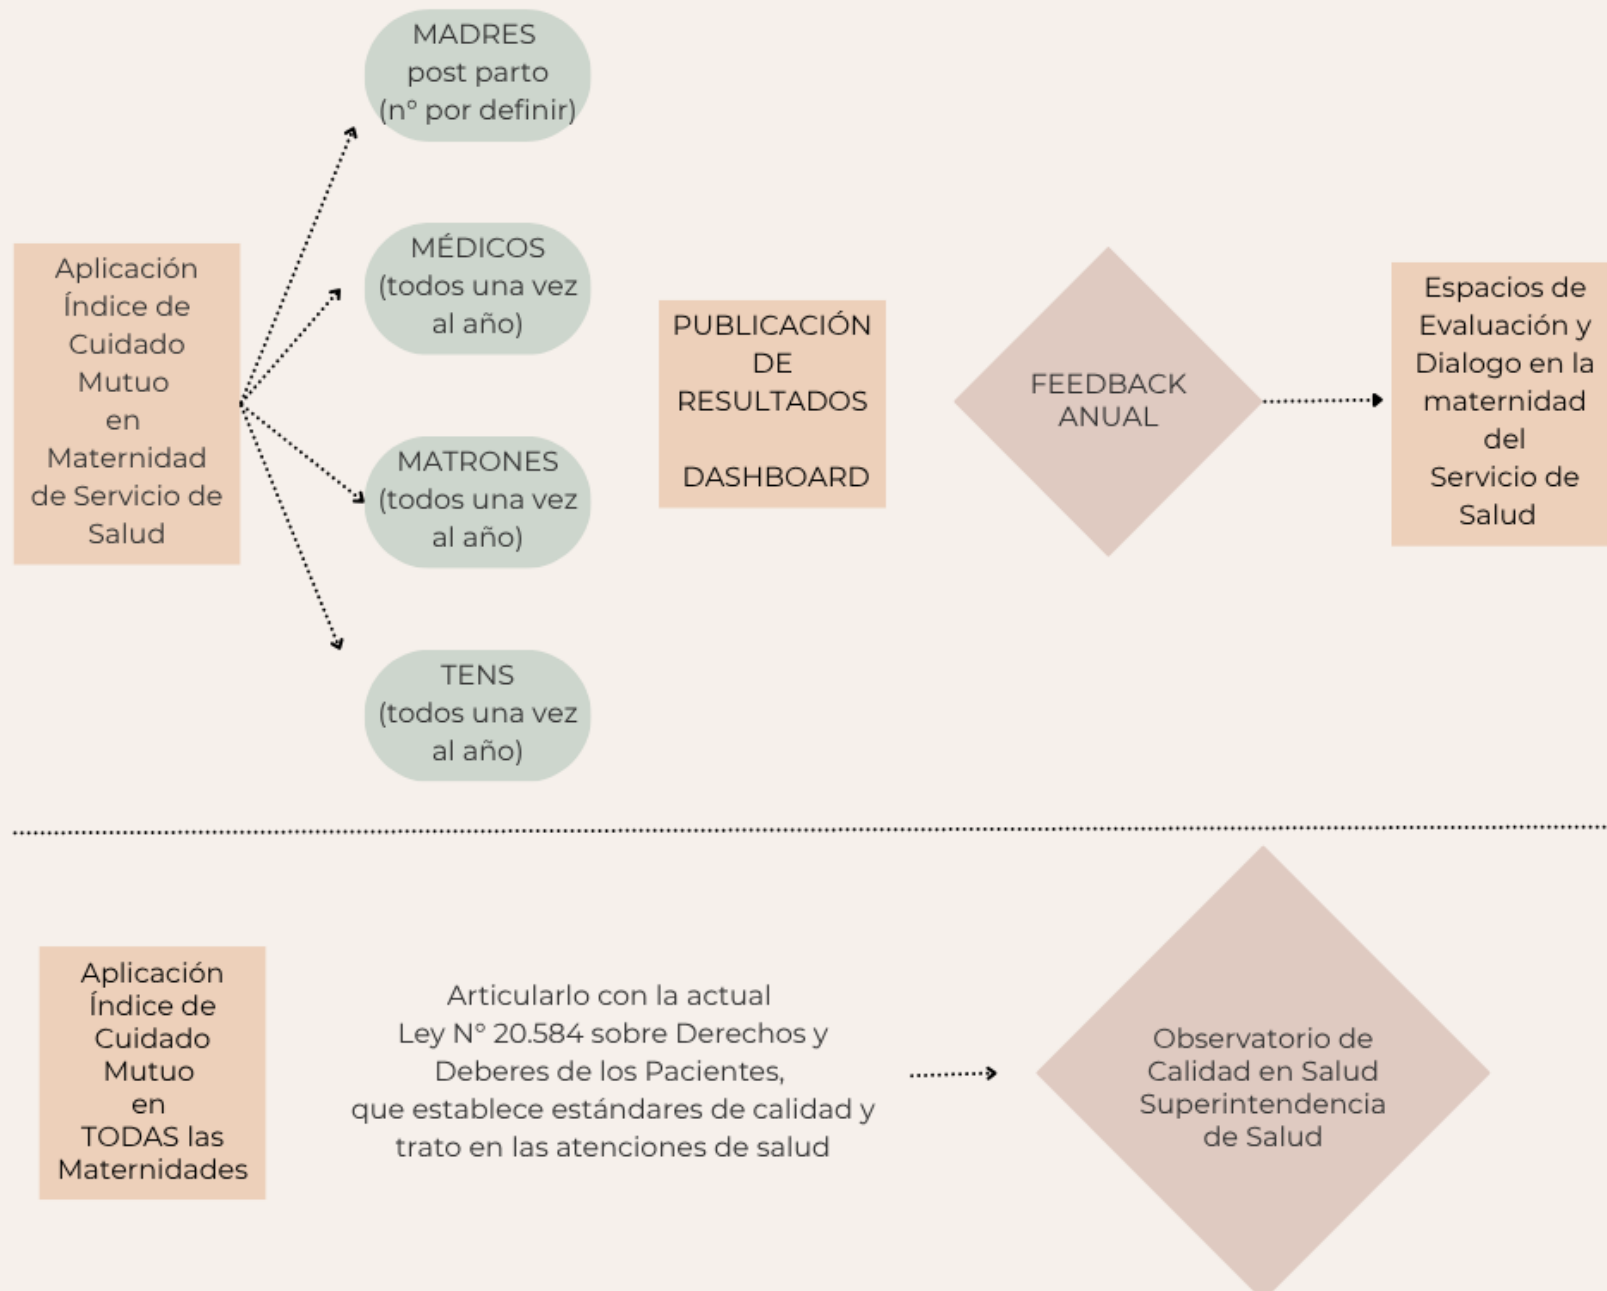 MADRES
post parto
(n° por definir)
Aplicación
Índice de
Cuidado
Mutuo
en
Maternidad
de Servicio de
Salud
MÉDICOS
(todos una vez
al año)
MATRONES
(todos una vez
al año)
TENS
(todos una vez
al año)
PUBLICACIÓN
DE
RESULTADOS
DASHBOARD
FEEDBACK
ANUAL
Espacios de
Evaluación y
Dialogo en la
maternidad
del
Servicio de
Salud
Aplicación
Índice de
Cuidado
Mutuo
en
TODAS las
Maternidades
Articularlo con la actual
Ley N° 20.584 sobre Derechos y
Deberes de los Pacientes,
que establece estándares de calidad y
trato en las atenciones de salud
Observatorio de
Calidad en Salud
Superintendencia
de Salud